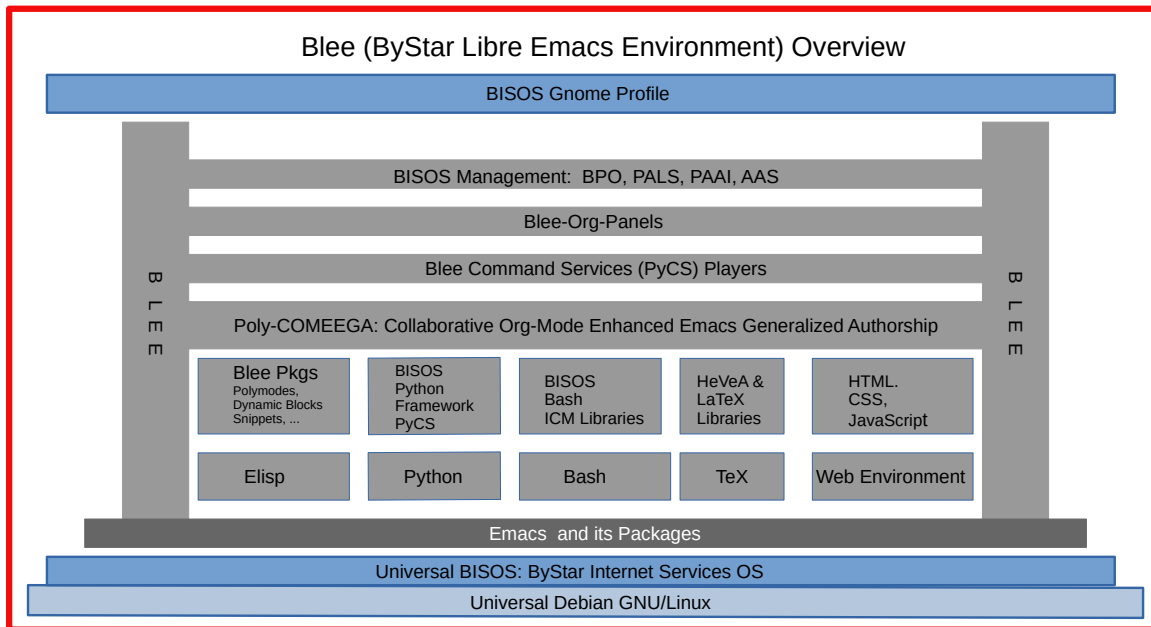 Blee (ByStar Libre Emacs Environment) Overview
BISOS Gnome Profile
BISOS Management:  BPO, PALS, PAAI, AAS
Blee-Org-Panels
Blee Command Services (PyCS) Players
B L E E
B L E E
Poly-COMEEGA: Collaborative Org-Mode Enhanced Emacs Generalized Authorship
Blee Pkgs
Polymodes,
Dynamic Blocks
Snippets, ...
BISOS
Python
Framework
PyCS
BISOS
Bash
ICM Libraries
HeVeA &
LaTeX
Libraries
HTML.
CSS,
JavaScript
Elisp
Python
Bash
TeX
Web Environment
Emacs  and its Packages
Universal BISOS: ByStar Internet Services OS
Universal Debian GNU/Linux